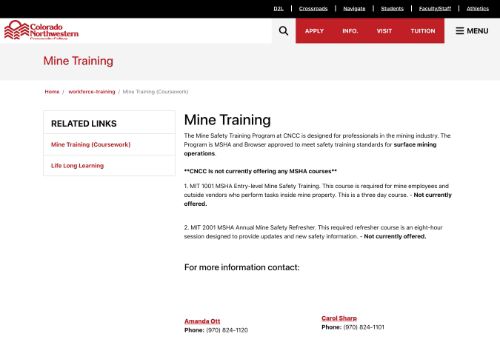 D2L | Crossroads | Navigate | Students | Faculty/Staff | Athletics
Colorado
Northwestern
Community College
APPLY INFO. VISIT TUITION MENU
Mine Training
Home / workforce-training / Mine Training (Coursework)
RELATED LINKS
Mine Training (Coursework)
Life Long Learning
Mine Training
The Mine Safety Training Program at CNCC is designed for professionals in the mining industry. The
Program is MSHA and Browser approved to meet safety training standards for surface mining
operations.
**CNCC is not currently offering any MSHA courses**
1. MIT 1001 MSHA Entry-level Mine Safety Training. This course is required for mine employees and
outside vendors who perform tasks inside mine property. This is a three day course. - Not currently
offered.
2. MIT 2001 MSHA Annual Mine Safety Refresher. This required refresher course is an eight-hour
session designed to provide updates and new safety information. - Not currently offered.
For more information contact:
Amanda Ott
Phone: (970) 824-1120
Carol Sharp
Phone: (970) 824-1101